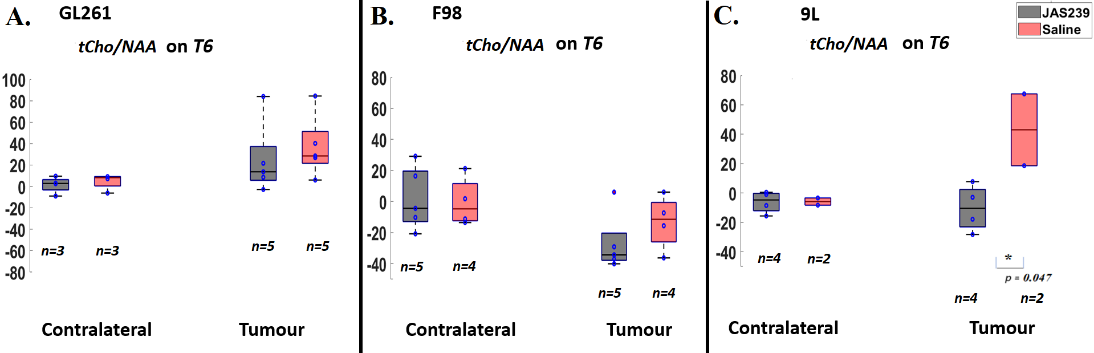 A.
GL261
tCho/NAA on T6
100
80
60
40
20
0
-20
-40
-60
-80
n=3
n=3
n=5
n=5
Contralateral
Tumour
B.
F98
tCho/NAA on T6
80
60
40
20
0
-20
-40
n=5
n=4
n=5
n=4
Contralateral
Tumour
C.
9L
JAS239
Saline
tCho/NAA on T6
80
60
40
20
0
-20
-40
n=4
n=2
*
p = 0.047
n=4
n=2
Contralateral
Tumour